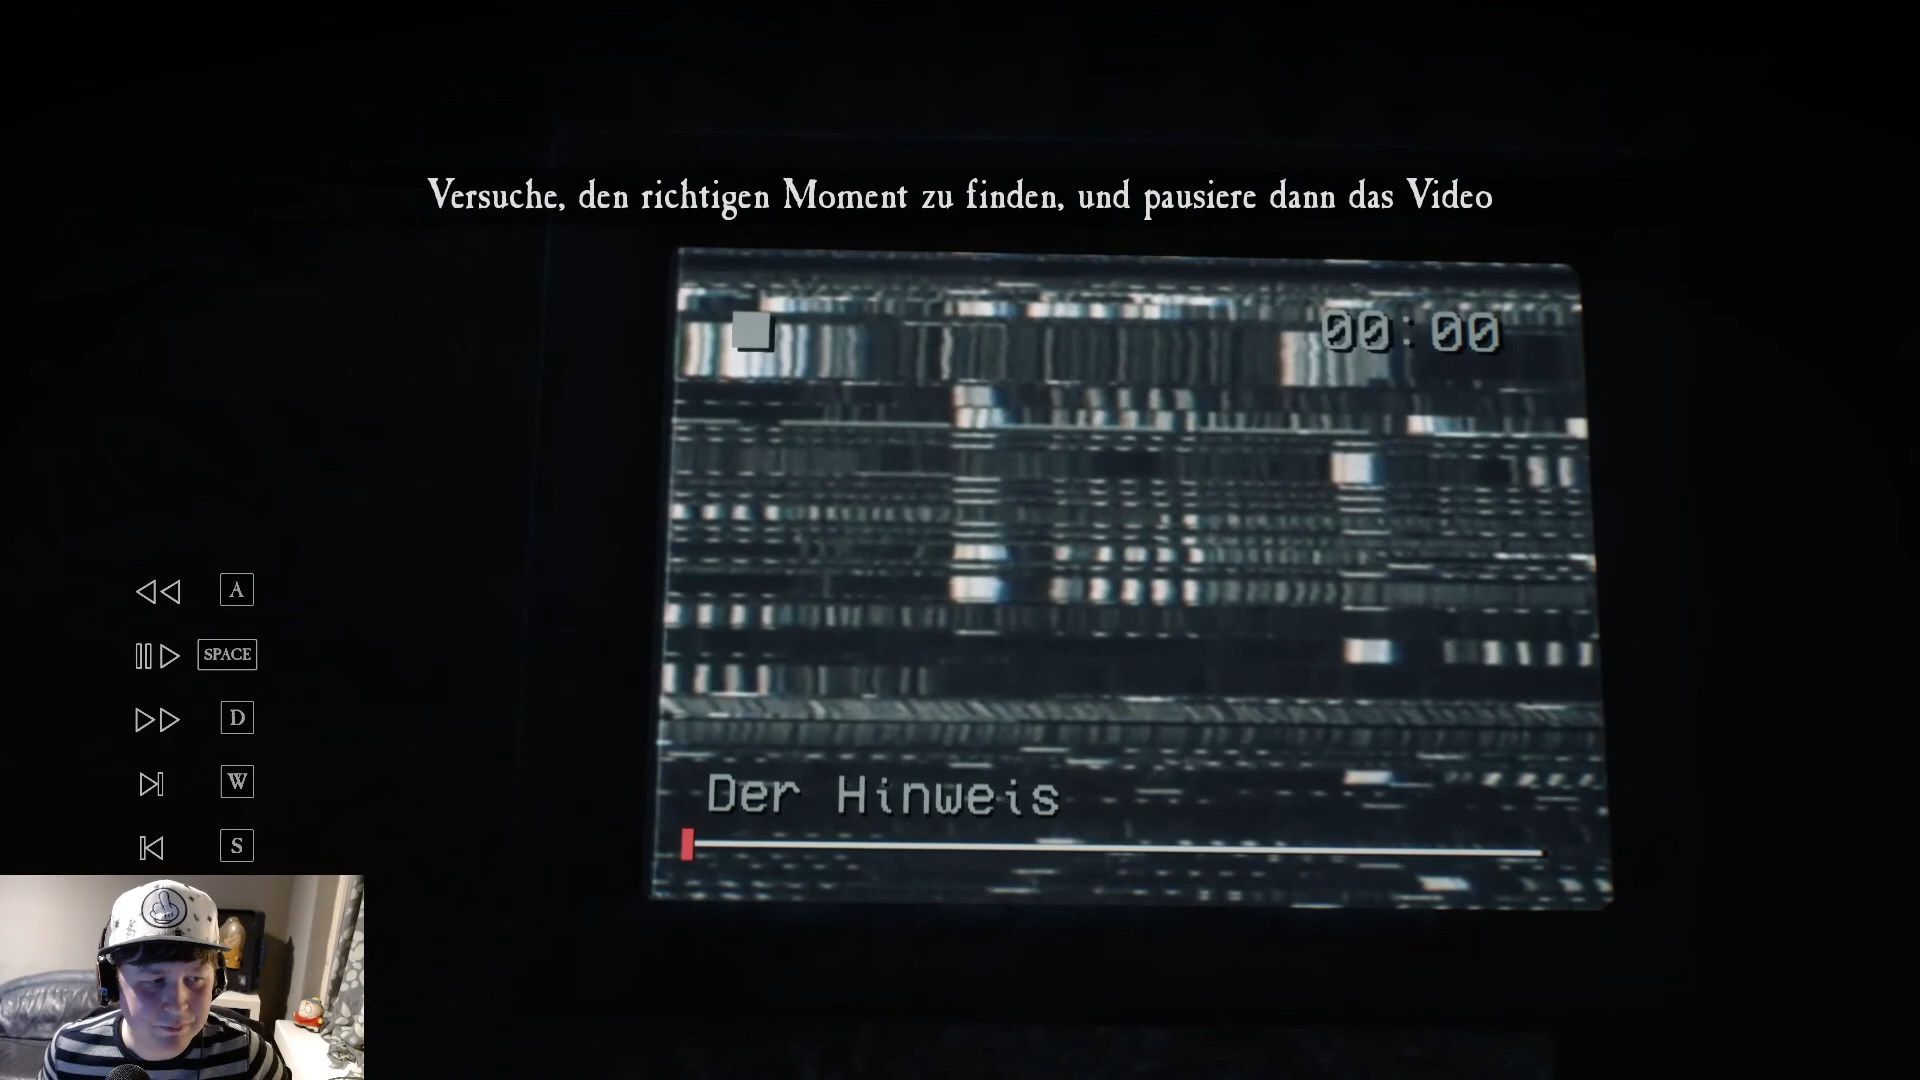 Versuche, den richtigen Moment zu finden, und pausiere dann das Video
00:00
A
SPACE
D
W
S
Der Hinweis